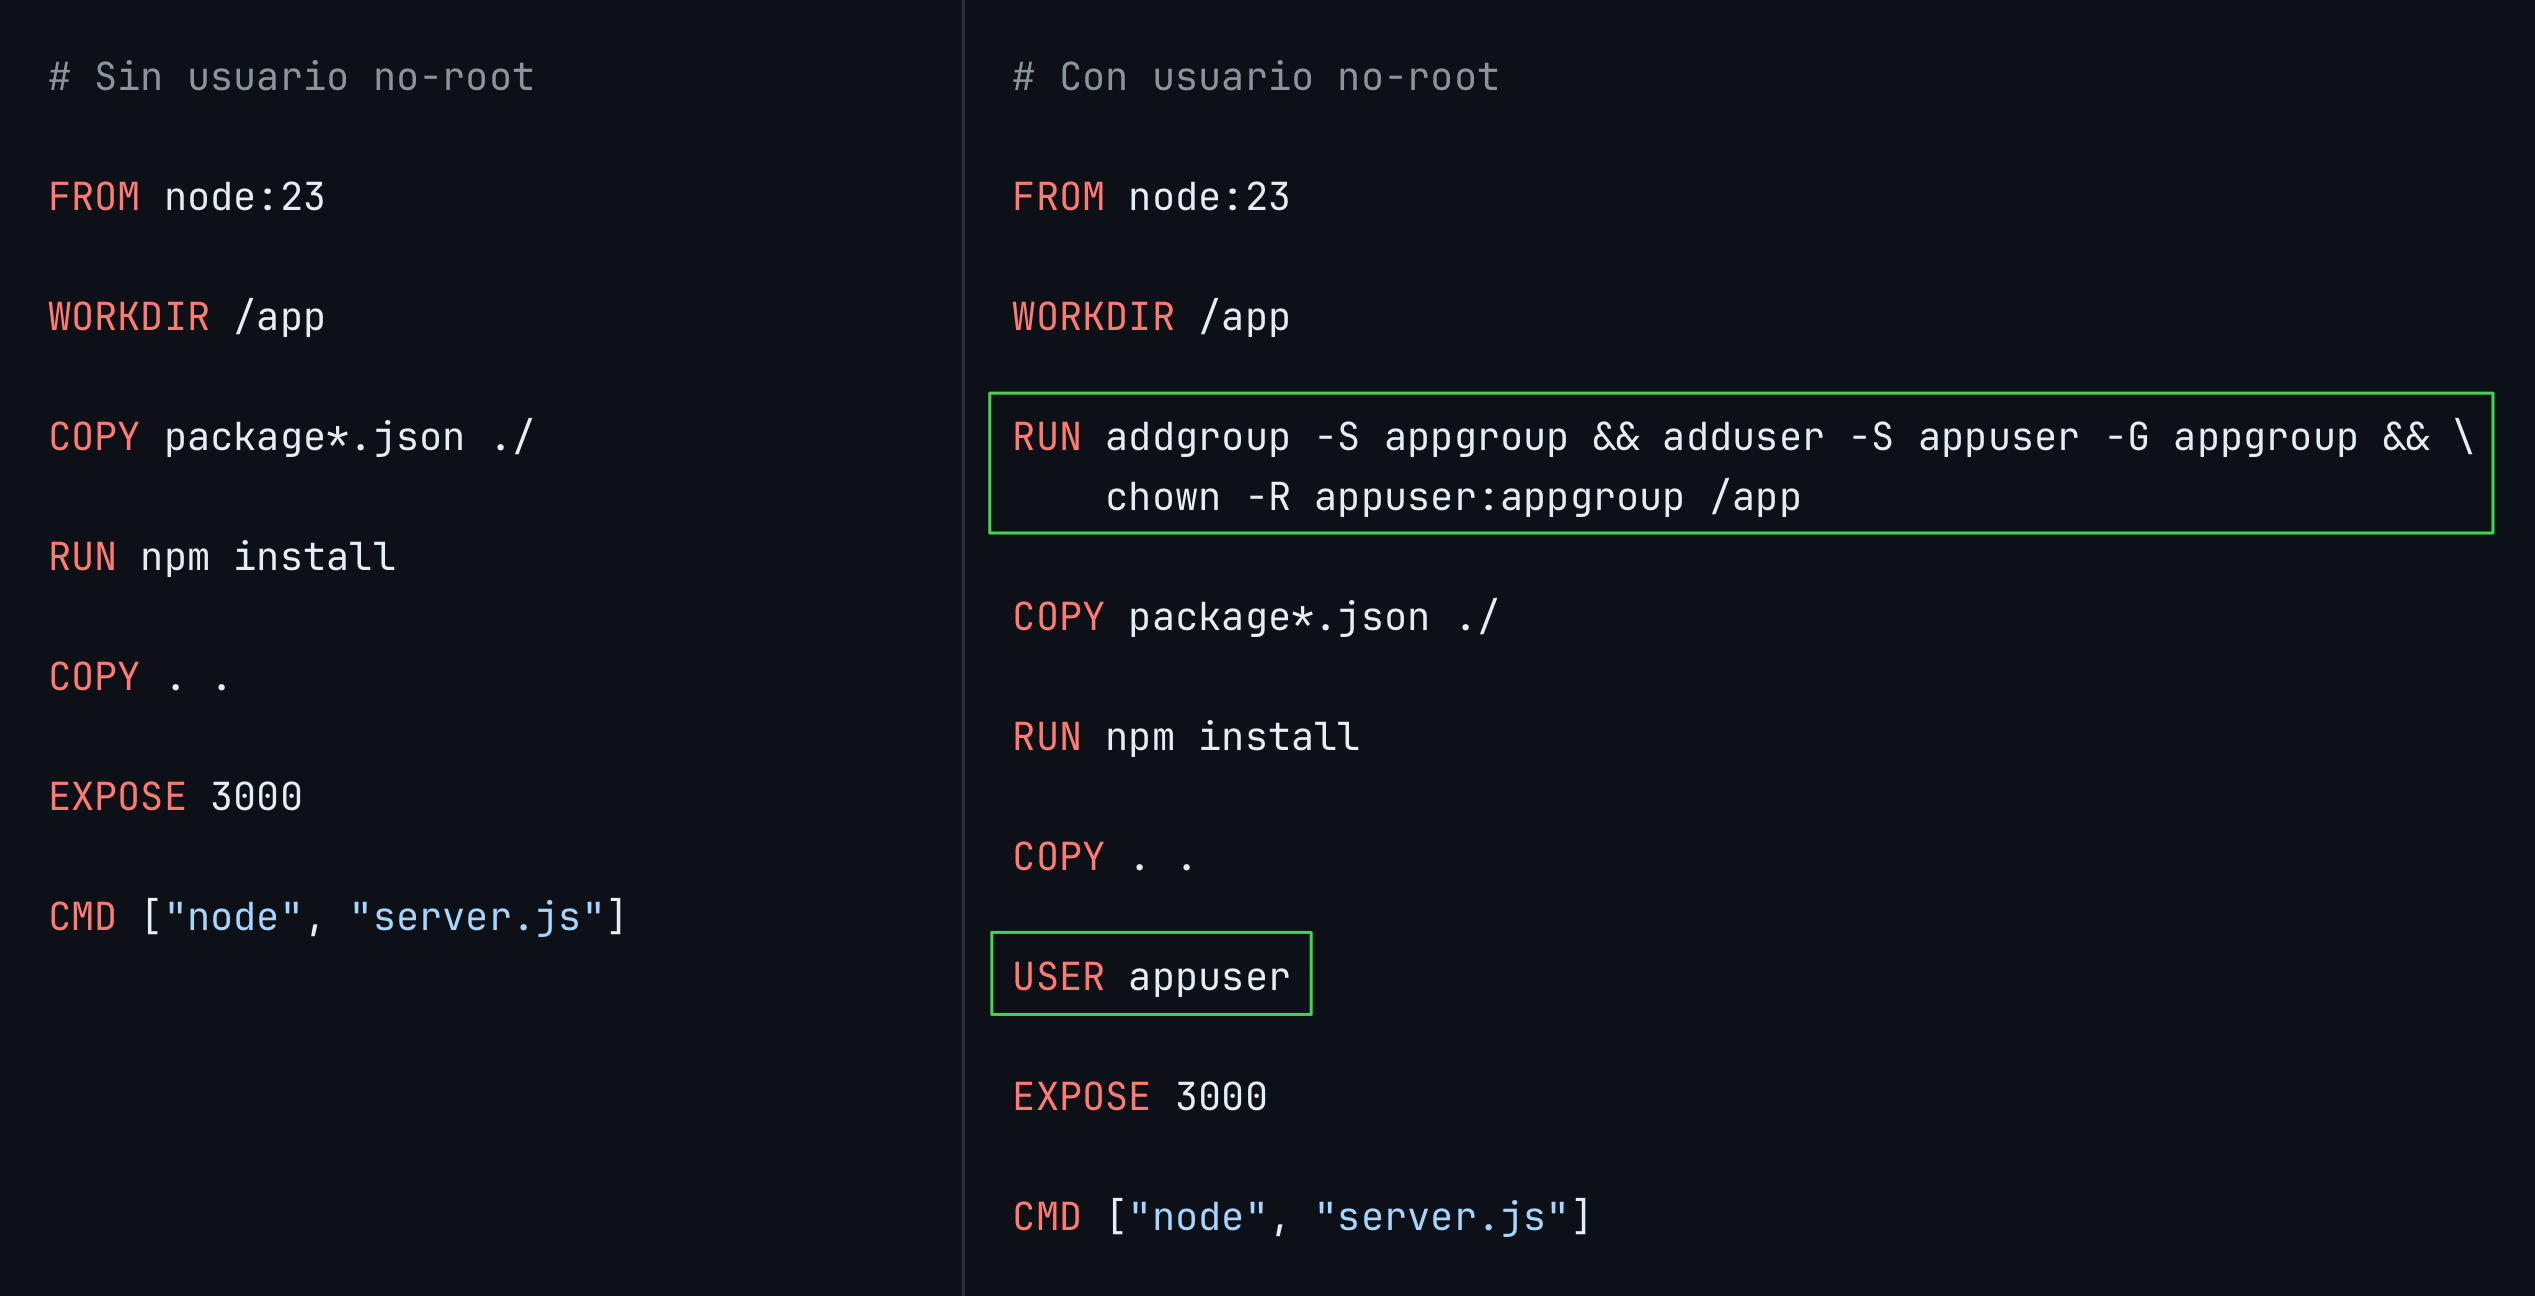 # Sin usuario no-root
FROM node:23
WORKDIR /app
COPY package*.json ./
RUN npm install
COPY . .
EXPOSE 3000
CMD ["node", "server.js"]
# Con usuario no-root
FROM node:23
WORKDIR /app
RUN addgroup -S appgroup && adduser -S appuser -G appgroup && \
chown -R appuser:appgroup /app
COPY package*.json ./
RUN npm install
COPY . .
USER appuser
EXPOSE 3000
CMD ["node", "server.js"]